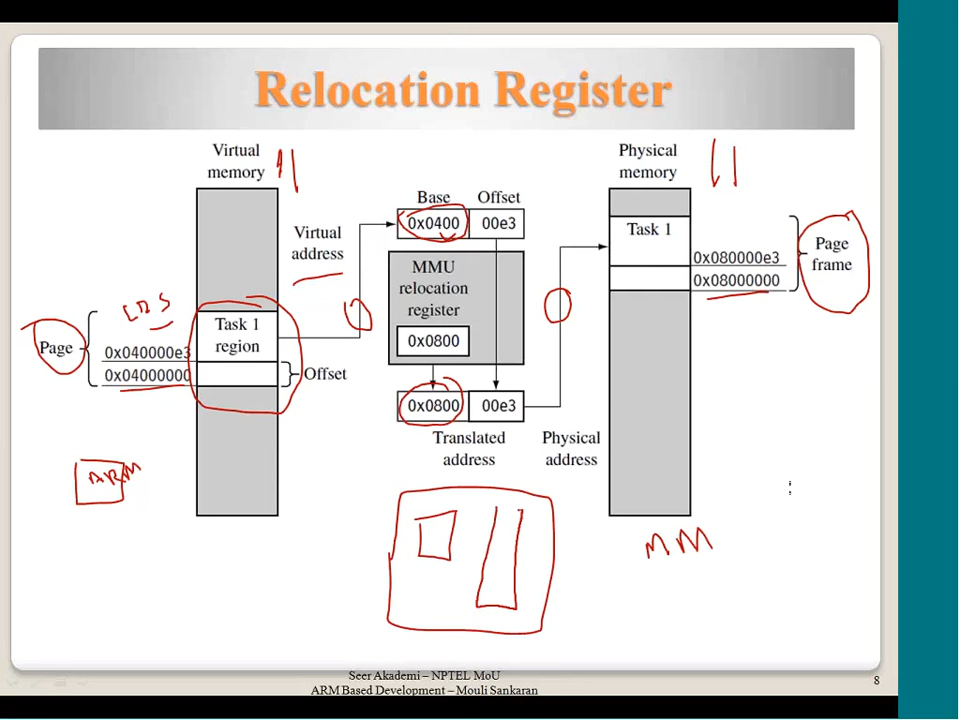 Relocation Register
Virtual
memory
Physical
memory
Base
Offset
0x0400
00e3
Virtual
address
Task 1
0x080000e3
0x08000000
Page
frame
MMU
relocation
register
0x0800
Task 1
region
Page
0x040000e3
0x04000000
Offset
0x0800
00e3
Translated
address
Physical
address
ARM
MM
Seer Akademi – NPTEL MoU
ARM Based Development – Mouli Sankaran
8